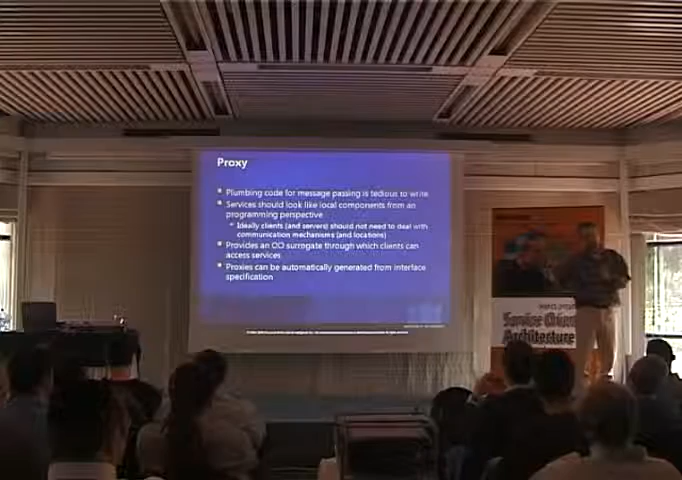 Proxy
Plumbing code for message passing is tedious to write
Services should look like local components from an
programming perspective
Ideally clients (and servers) should not need to deal with
communication mechanisms (and locations)
Provides an OO surrogate through which clients can
access services
Proxies can be automatically generated from interface
specification
Service Orient
Architecture